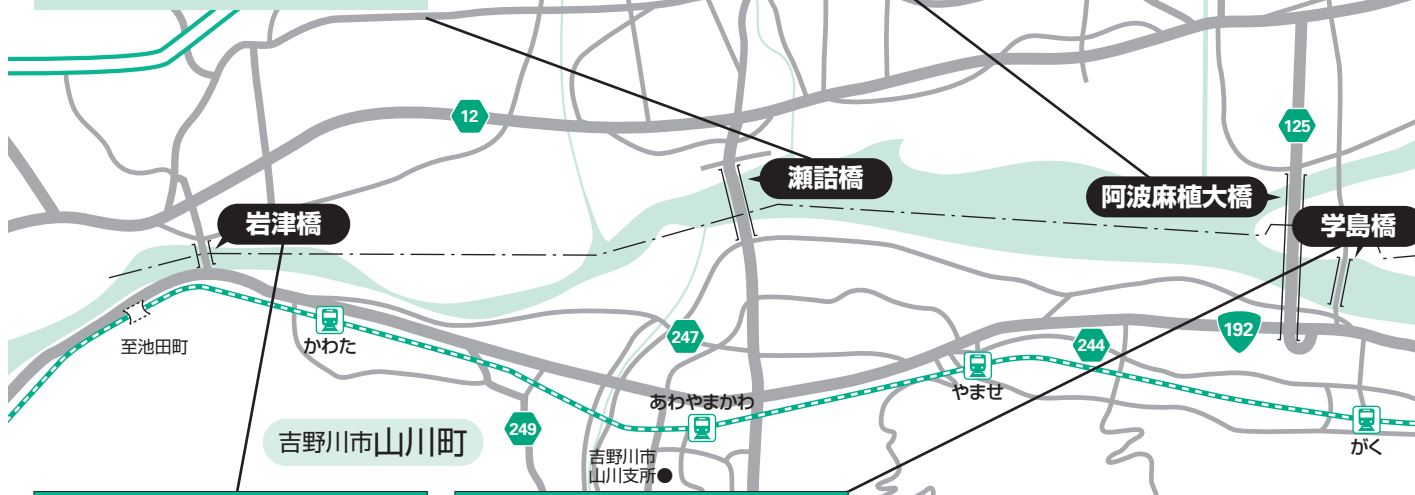 12
125
瀬詰橋
阿波麻植大橋
岩津橋
学島橋
至池田町
かわた
247
192
244
やませ
あわやまかわ
249
がく
吉野川市山川町
吉野川市
山川支所●